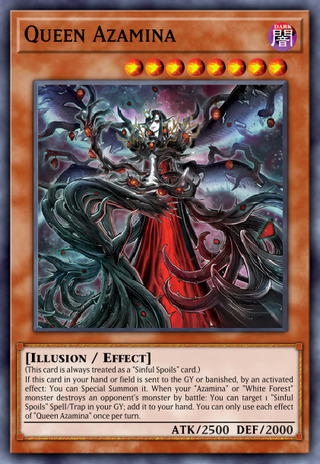 Queen Azamina
DARK
闇
[Illusion / Effect]
(This card is always treated as a "Sinful Spoils" card.)
If this card in your hand or field is sent to the GY or banished, by an activated
effect: You can Special Summon it. When your "Azamina" or "White Forest"
monster destroys an opponent's monster by battle: You can target 1 "Sinful
Spoils" Spell/Trap in your GY; add it to your hand. You can only use each effect
of "Queen Azamina" once per turn.
ATK/2500 DEF/2000